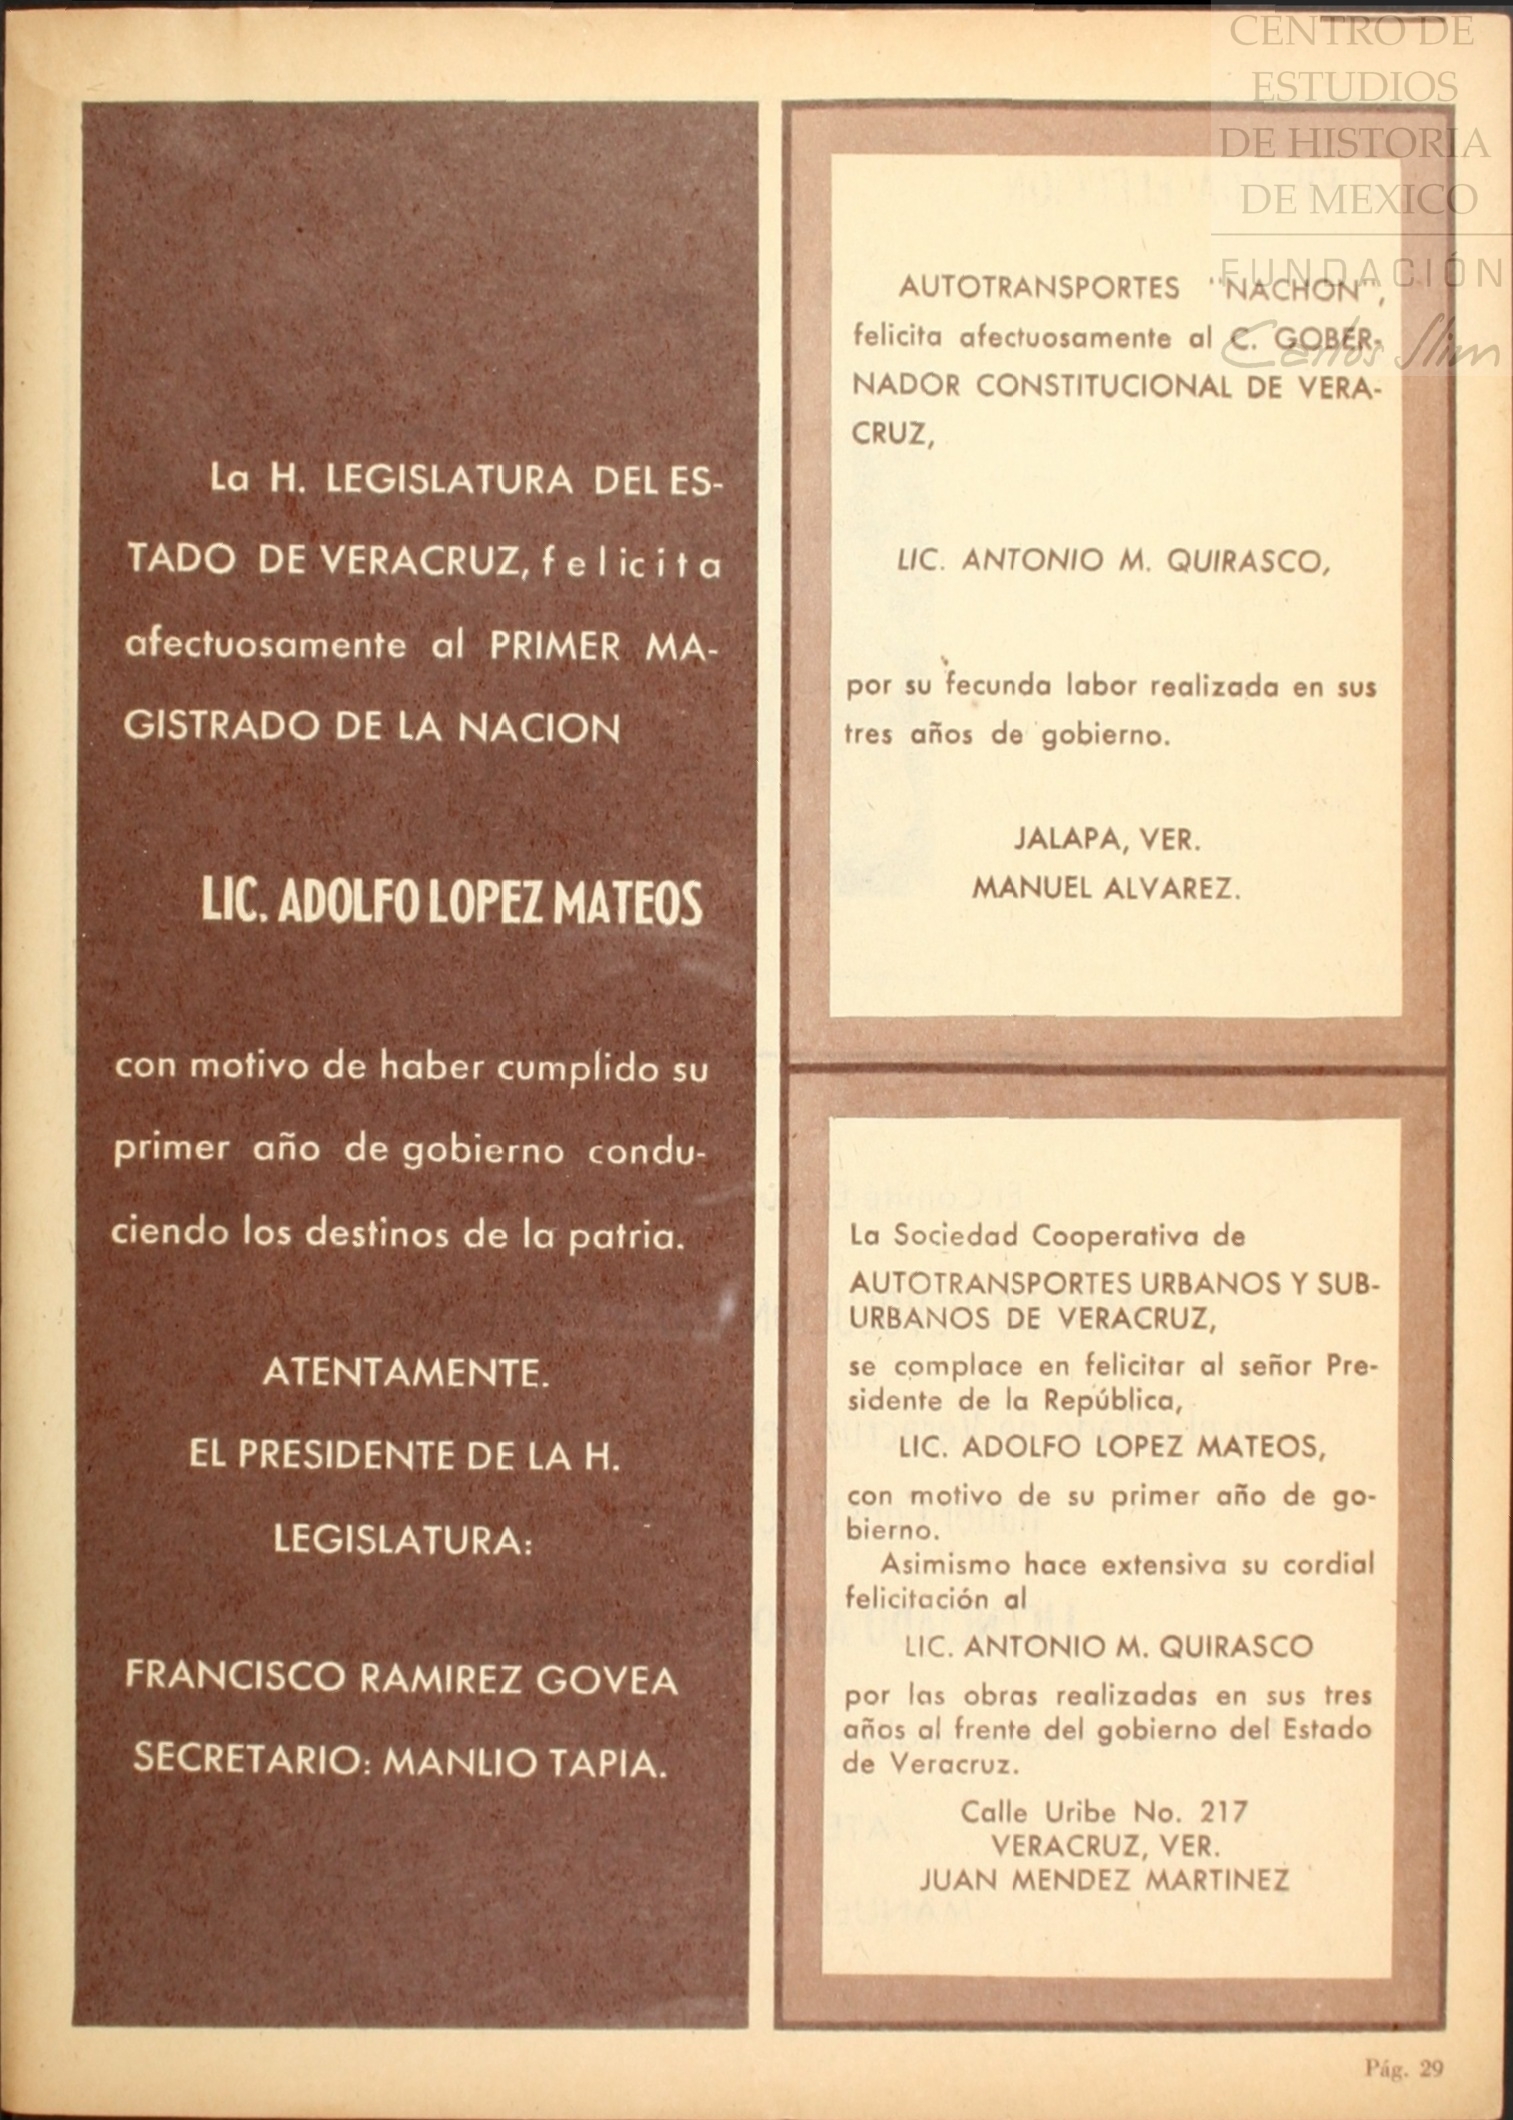 La H. LEGISLATURA DEL ES-
TADO DE VERACRUZ, felicita
afectuosamente al PRIMER MA-
GISTRADO DE LA NACION
LIC. ADOLFO LOPEZ MATEOS
con motivo de haber cumplido su
primer año de gobierno condu-
ciendo los destinos de la patria.
ATENTAMENTE.
EL PRESIDENTE DE LA H.
LEGISLATURA:
FRANCISCO RAMIREZ GOVEA
SECRETARIO: MANLIO TAPIA.
AUTOTRANSPORTES "NACHON",
felicita afectuosamente al C. GOBER-
NADOR CONSTITUCIONAL DE VERA-
CRUZ,
LIC. ANTONIO M. QUIRASCO,
por su fecunda labor realizada en sus
tres años de gobierno.
JALAPA, VER.
MANUEL ALVAREZ.
La Sociedad Cooperativa de
AUTOTRANSPORTES URBANOS Y SUB-
URBANOS DE VERACRUZ,
se complace en felicitar al señor Pre-
sidente de la República,
LIC. ADOLFO LOPEZ MATEOS,
con motivo de su primer año de go-
bierno.
Asimismo hace extensiva su cordial
felicitación al
LIC. ANTONIO M. QUIRASCO
por las obras realizadas en sus tres
años al frente del gobierno del Estado
de Veracruz.
Calle Uribe No. 217
VERACRUZ, VER.
JUAN MENDEZ MARTINEZ
Pág. 29
CENTRO DE
ESTUDIOS
DE HISTORIA
DE MEXICO
FUNDACIÓN
Carlos Slim